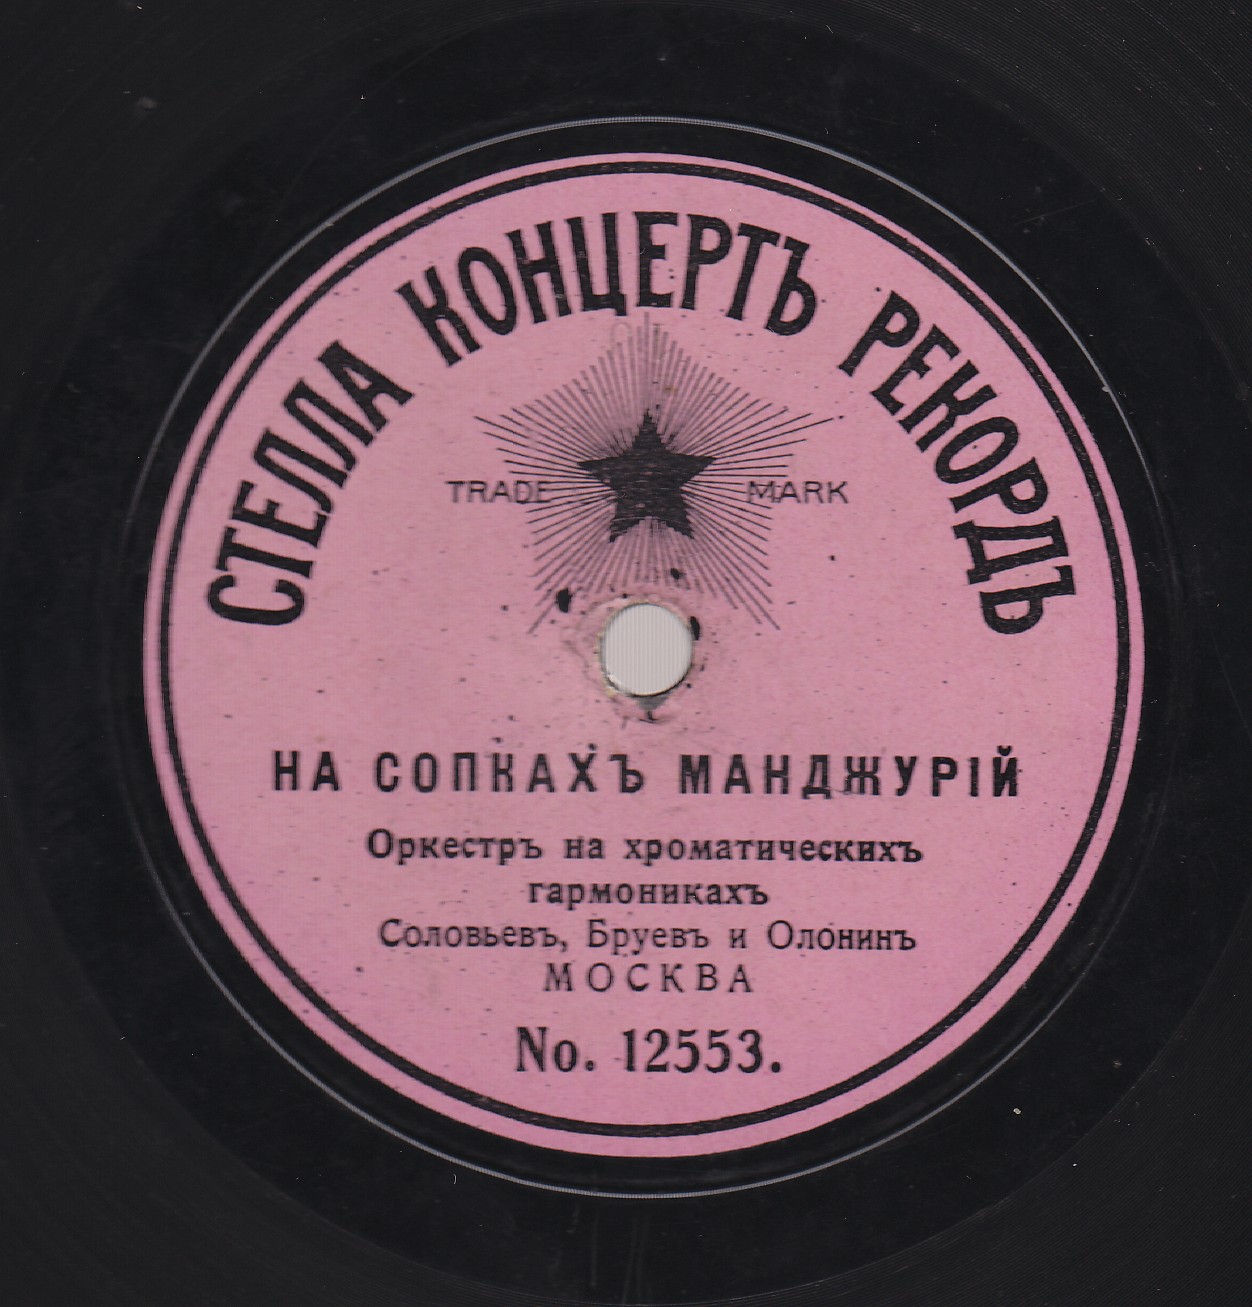 СТЕЛЛА КОНЦЕРТЪ РЕКОРДЪ
TRADE MARK
НА СОПКАХЪ МАНДЖУРІЙ
Оркестръ на хроматическихъ
гармоникахъ
Соловьевъ, Бруевъ и Олонинъ
МОСКВА
No. 12553.